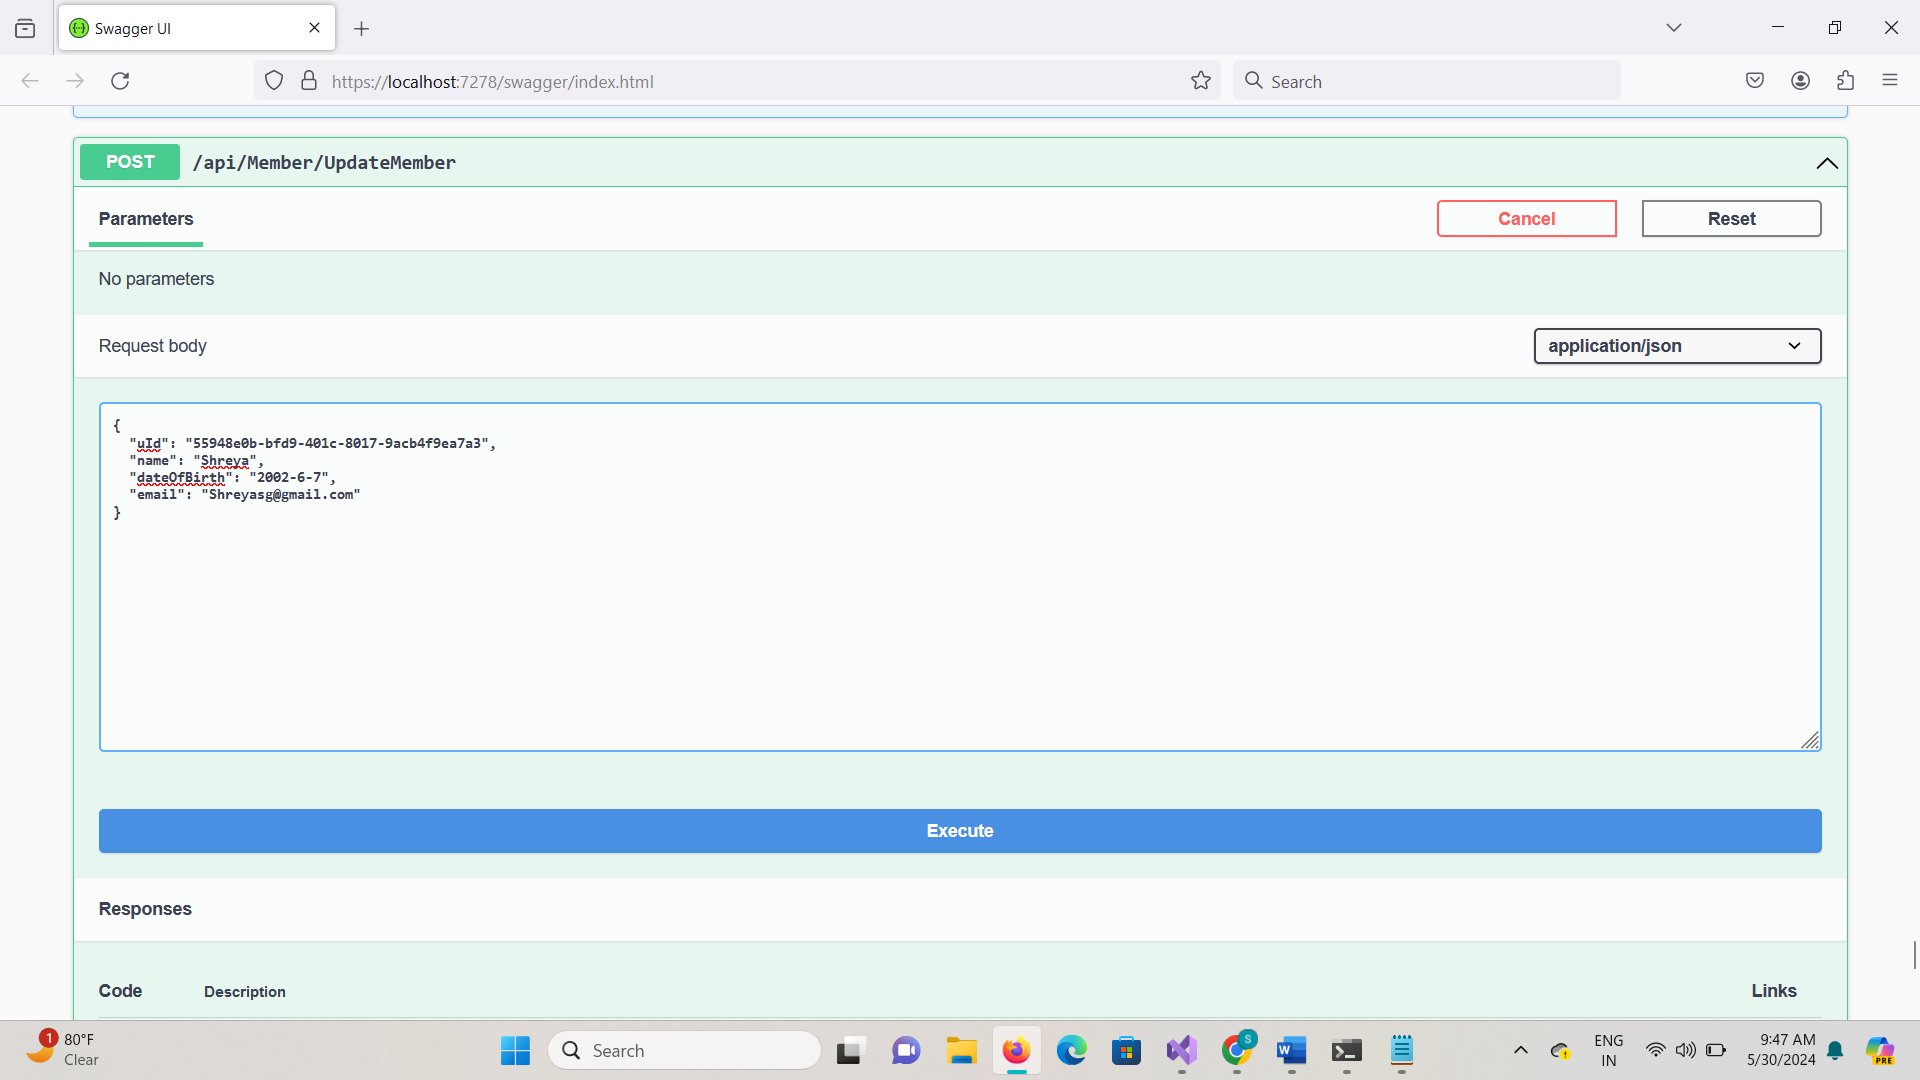 Swagger UI
https://localhost:7278/swagger/index.html
Search
POST
/api/Member/UpdateMember
Parameters
Cancel
Reset
No parameters
Request body
application/json
{
"uId": "55948e0b-bfd9-401c-8017-9acb4f9ea7a3",
"name": "Shreya",
"dateOfBirth": "2002-6-7",
"email": "Shreyasg@gmail.com"
}
Execute
Responses
Code
Description
Links
1
80°F
Clear
Search
S
ENG
IN
9:47 AM
5/30/2024
PRE